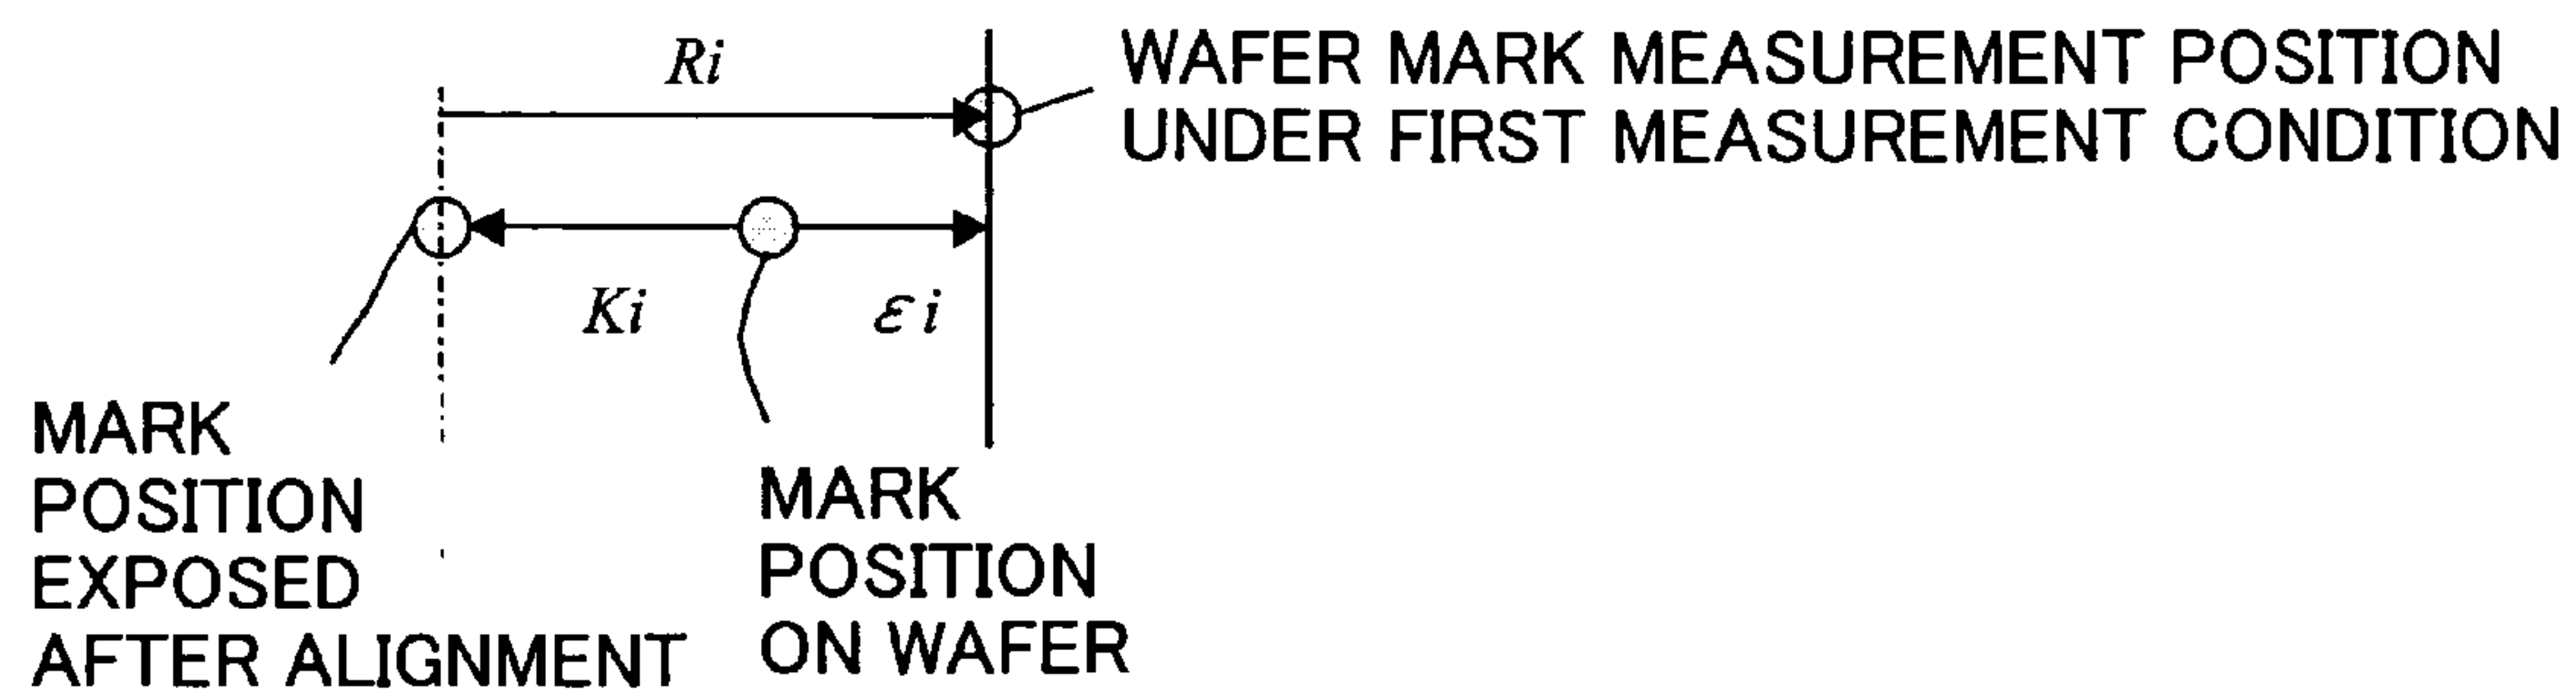 Ri
WAFER MARK MEASUREMENT POSITION
UNDER FIRST MEASUREMENT CONDITION
Ki
εi
MARK
POSITION
EXPOSED
AFTER ALIGNMENT
MARK
POSITION
ON WAFER